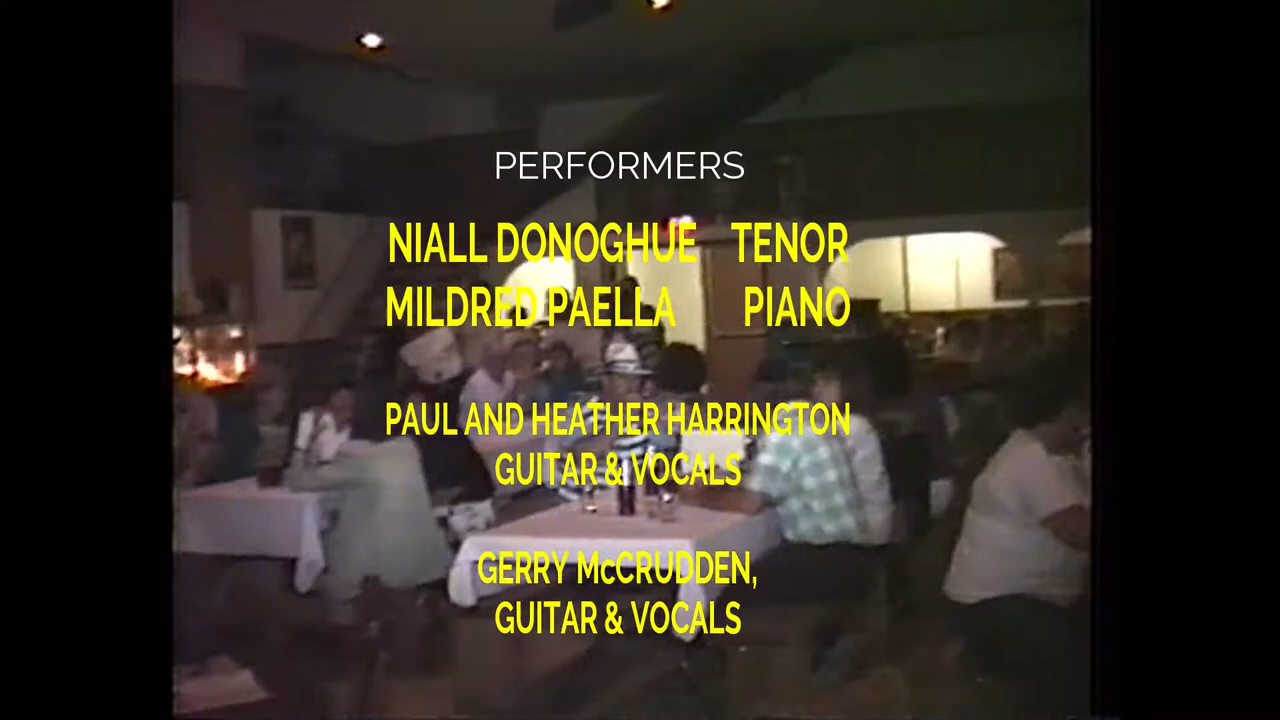 PERFORMERS
NIALL DONOGHUE TENOR
MILDRED PAELLA PIANO
PAUL AND HEATHER HARRINGTON
GUITAR & VOCALS
GERRY McCRUDDEN,
GUITAR & VOCALS